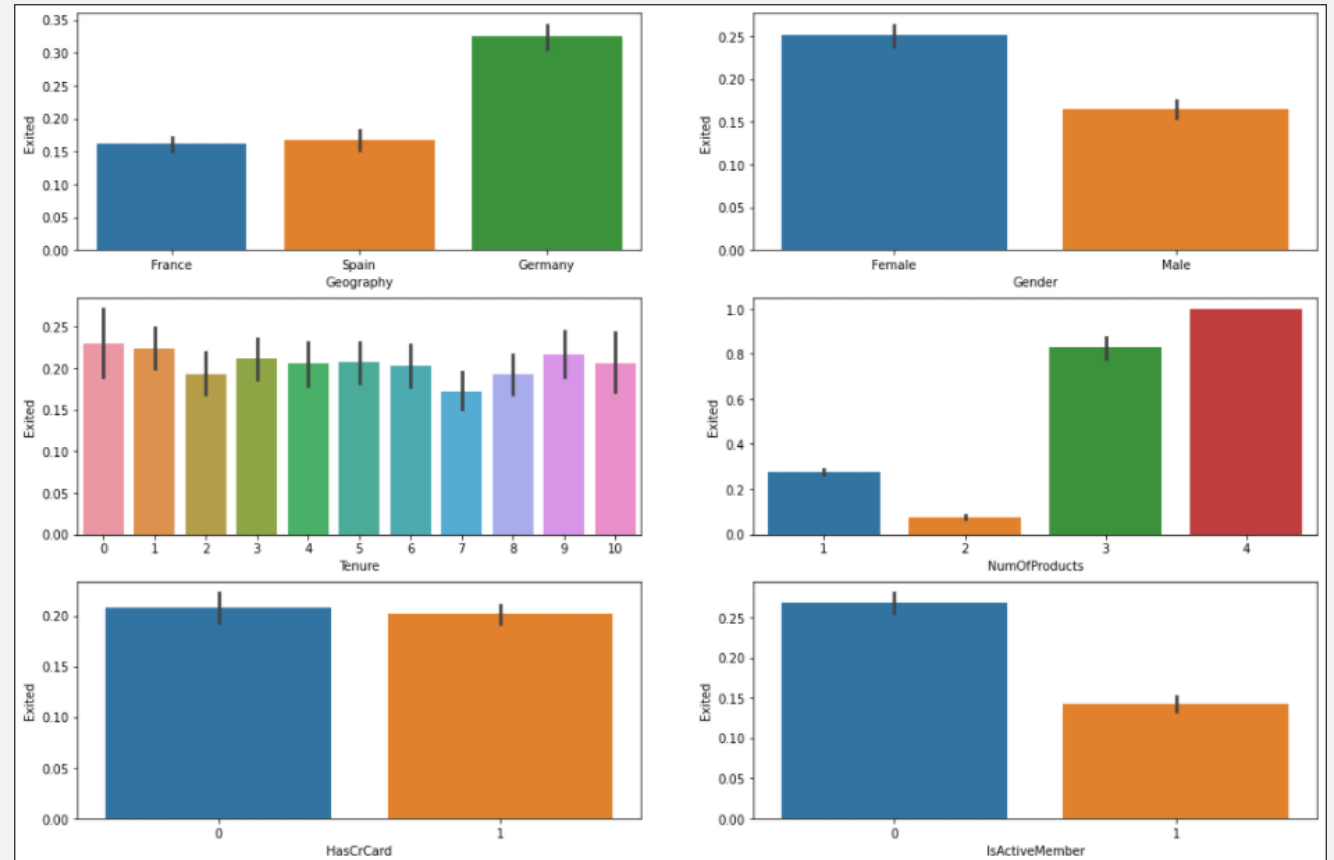 0.35
0.30
0.25
0.20
0.15
0.10
0.05
0.00
Exited
France Spain Germany
Geography
0.25
0.20
0.15
0.10
0.05
0.00
Exited
Female Male
Gender
0.25
0.20
0.15
0.10
0.05
0.00
Exited
0 1 2 3 4 5 6 7 8 9 10
Tenure
1.0
0.8
0.6
0.4
0.2
0.0
Exited
1 2 3 4
NumOfProducts
0.20
0.15
0.10
0.05
0.00
Exited
0 1
HasCrCard
0.25
0.20
0.15
0.10
0.05
0.00
Exited
0 1
IsActiveMember